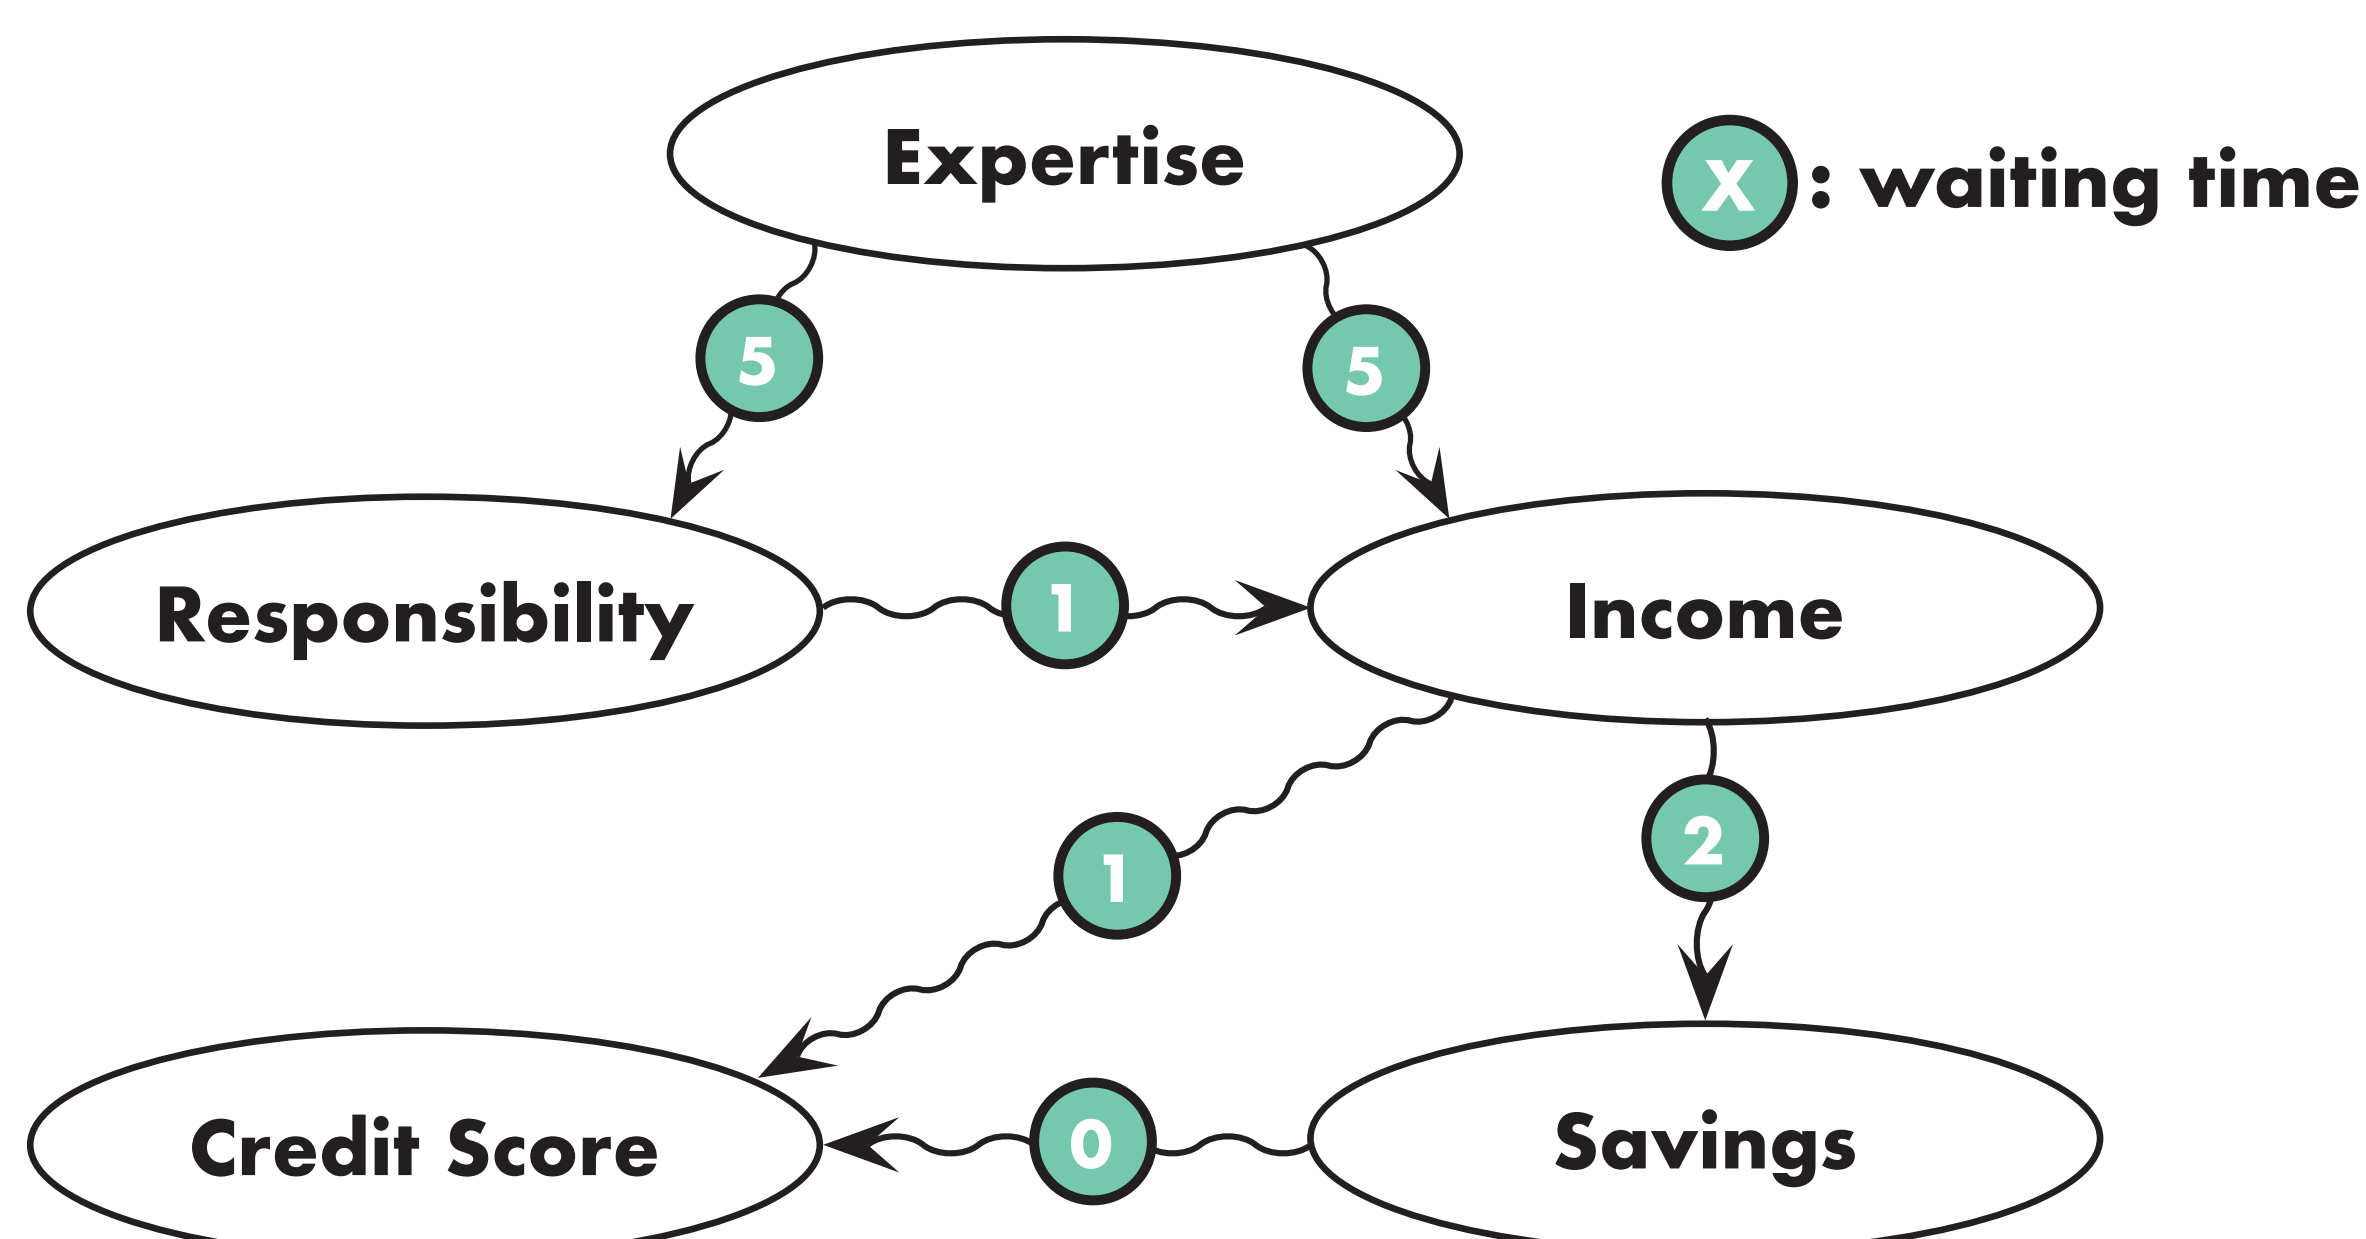 Expertise
X : waiting time
5
5
Responsibility
1
Income
1
2
Credit Score
0
Savings